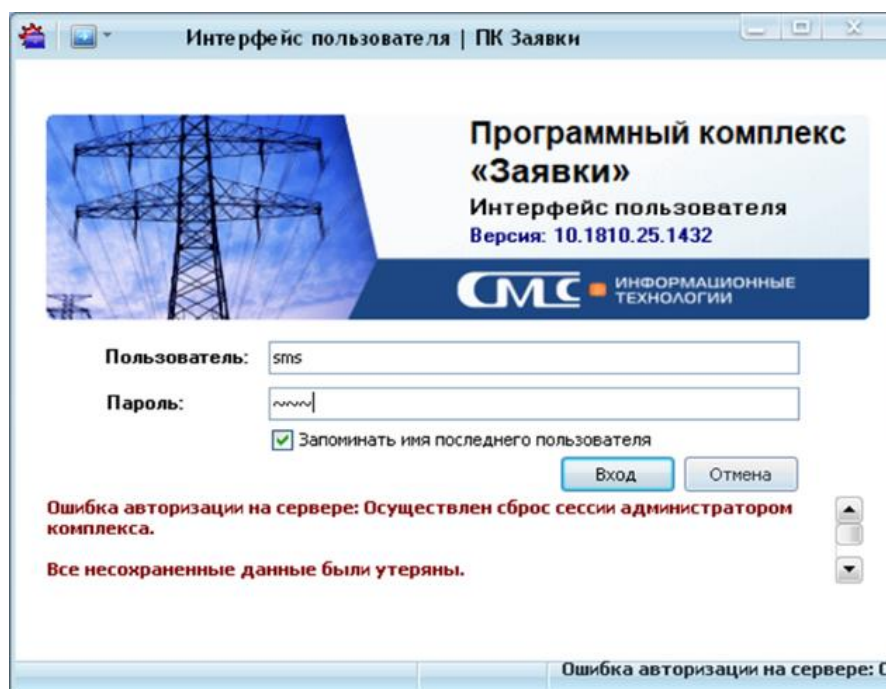 Интерфейс пользователя | ПК Заявки
Программный комплекс
«Заявки»
Интерфейс пользователя
Версия: 10.1810.25.1432
СМС ИНФОРМАЦИОННЫЕ
ТЕХНОЛОГИИ
Пользователь: sms
Пароль: ~~~
Запоминать имя последнего пользователя
Вход Отмена
Ошибка авторизации на сервере: Осуществлен сброс сессии администратором
комплекса.
Все несохраненные данные были утеряны.
Ошибка авторизации на сервере: О